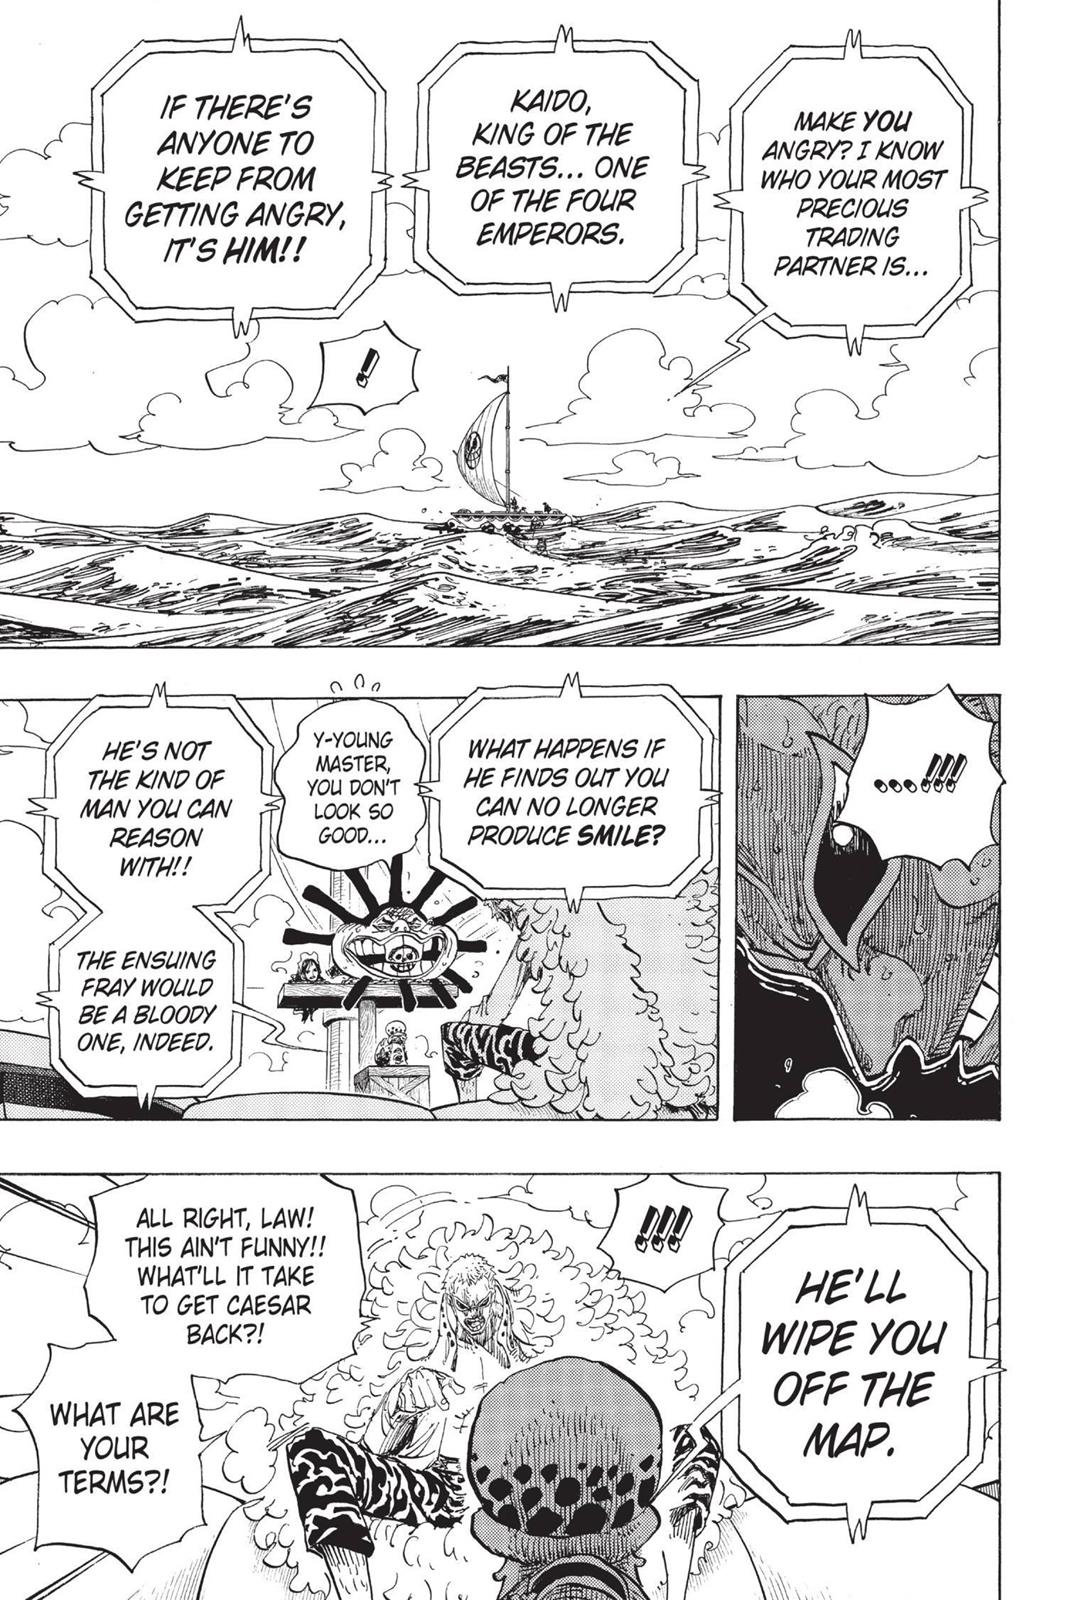 MAKE YOU
ANGRY? I KNOW
WHO YOUR MOST
PRECIOUS
TRADING
PARTNER IS...
KAIDO,
KING OF THE
BEASTS... ONE
OF THE FOUR
EMPERORS.
IF THERE'S
ANYONE TO
KEEP FROM
GETTING ANGRY,
IT'S HIM!!
!
...!!!!
WHAT HAPPENS IF
HE FINDS OUT YOU
CAN NO LONGER
PRODUCE SMILE?
Y-YOUNG
MASTER,
YOU DON'T
LOOK SO
GOOD...
HE'S NOT
THE KIND OF
MAN YOU CAN
REASON
WITH!!
THE ENSUING
FRAY WOULD
BE A BLOODY
ONE, INDEED.
HE'LL
WIPE YOU
OFF THE
MAP.
!!!!
ALL RIGHT, LAW!
THIS AIN'T FUNNY!!
WHAT'LL IT TAKE
TO GET CAESAR
BACK?!
WHAT ARE
YOUR
TERMS?!